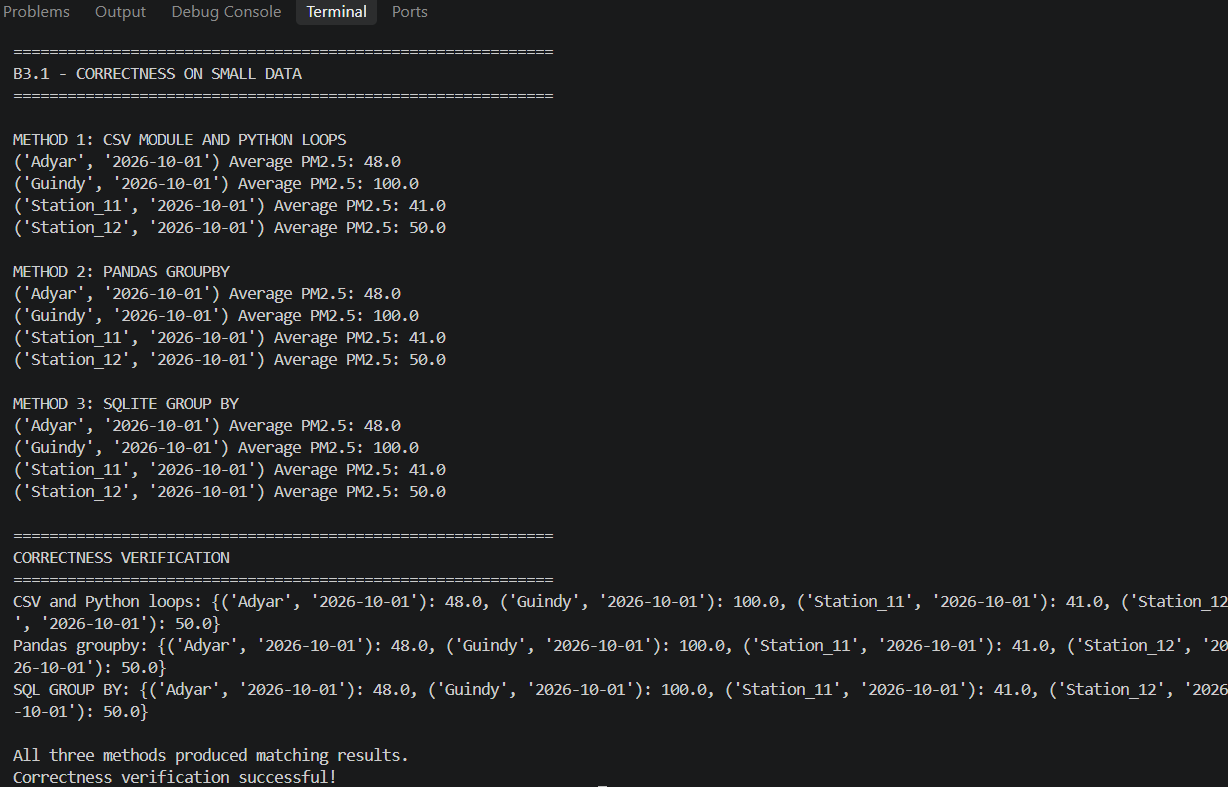 Problems Output Debug Console Terminal Ports
============================================================
B3.1 - CORRECTNESS ON SMALL DATA
============================================================
METHOD 1: CSV MODULE AND PYTHON LOOPS
('Adyar', '2026-10-01') Average PM2.5: 48.0
('Guindy', '2026-10-01') Average PM2.5: 100.0
('Station_11', '2026-10-01') Average PM2.5: 41.0
('Station_12', '2026-10-01') Average PM2.5: 50.0
METHOD 2: PANDAS GROUPBY
('Adyar', '2026-10-01') Average PM2.5: 48.0
('Guindy', '2026-10-01') Average PM2.5: 100.0
('Station_11', '2026-10-01') Average PM2.5: 41.0
('Station_12', '2026-10-01') Average PM2.5: 50.0
METHOD 3: SQLITE GROUP BY
('Adyar', '2026-10-01') Average PM2.5: 48.0
('Guindy', '2026-10-01') Average PM2.5: 100.0
('Station_11', '2026-10-01') Average PM2.5: 41.0
('Station_12', '2026-10-01') Average PM2.5: 50.0
============================================================
CORRECTNESS VERIFICATION
============================================================
CSV and Python loops: {('Adyar', '2026-10-01'): 48.0, ('Guindy', '2026-10-01'): 100.0, ('Station_11', '2026-10-01'): 41.0, ('Station_12
', '2026-10-01'): 50.0}
Pandas groupby: {('Adyar', '2026-10-01'): 48.0, ('Guindy', '2026-10-01'): 100.0, ('Station_11', '2026-10-01'): 41.0, ('Station_12', '20
26-10-01'): 50.0}
SQL GROUP BY: {('Adyar', '2026-10-01'): 48.0, ('Guindy', '2026-10-01'): 100.0, ('Station_11', '2026-10-01'): 41.0, ('Station_12', '2026
-10-01'): 50.0}
All three methods produced matching results.
Correctness verification successful!